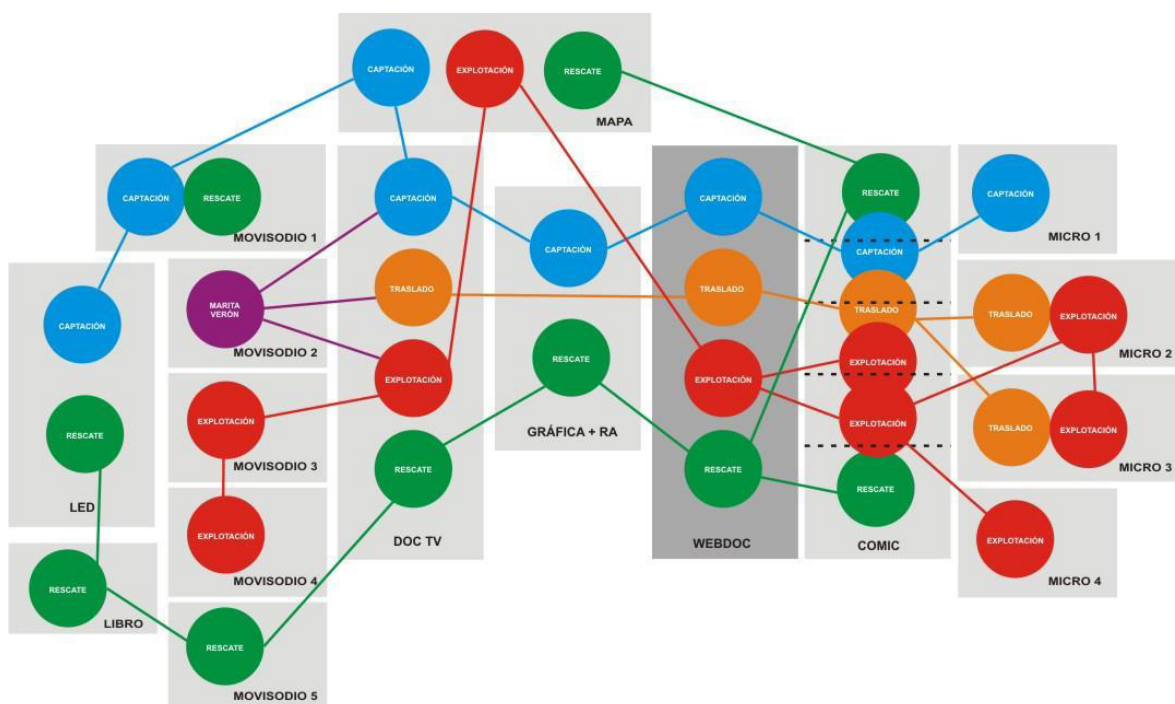 CAPTACIÓN
EXPLOTACIÓN
RESCATE
MAPA
CAPTACIÓN
RESCATE
MOVISODIO 1
CAPTACIÓN
RESCATE
LED
RESCATE
LIBRO
MARITA
VERÓN
MOVISODIO 2
EXPLOTACIÓN
MOVISODIO 3
EXPLOTACIÓN
MOVISODIO 4
RESCATE
MOVISODIO 5
CAPTACIÓN
TRASLADO
EXPLOTACIÓN
RESCATE
DOC TV
CAPTACIÓN
RESCATE
GRÁFICA + RA
CAPTACIÓN
TRASLADO
EXPLOTACIÓN
RESCATE
WEBDOC
RESCATE
CAPTACIÓN
TRASLADO
EXPLOTACIÓN
EXPLOTACIÓN
RESCATE
COMIC
CAPTACIÓN
MICRO 1
TRASLADO
EXPLOTACIÓN
MICRO 2
TRASLADO
EXPLOTACIÓN
MICRO 3
EXPLOTACIÓN
MICRO 4